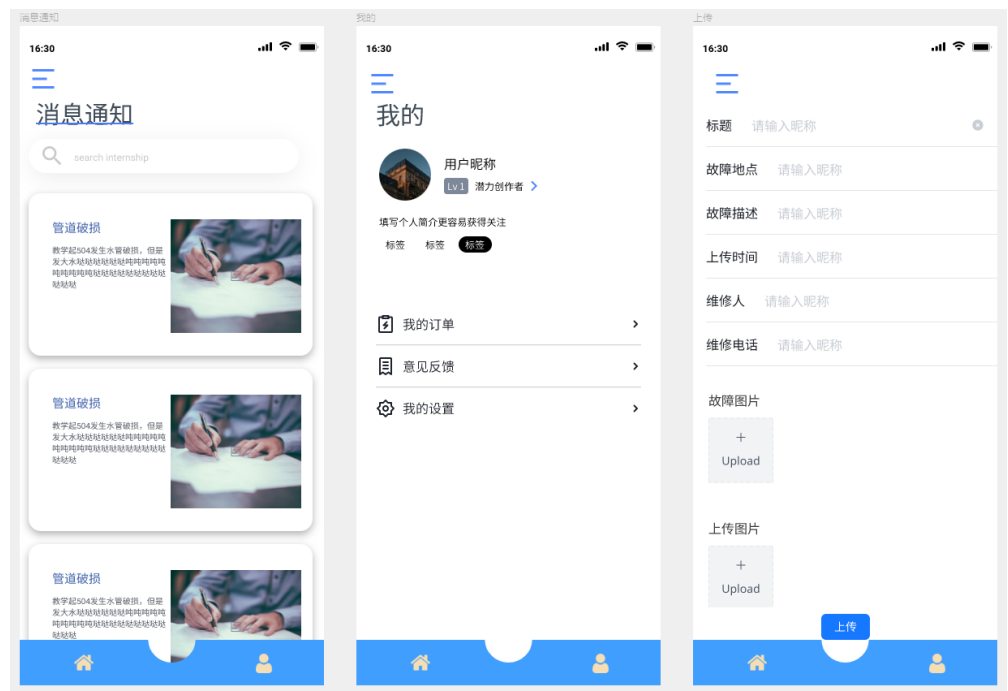 消息通知
16:30
消息通知
search internship
管道破损
教学起504发生水管破损，但是
发大水哒哒哒哒哒吨吨吨吨
吨吨吨吨哒哒哒哒哒哒哒哒
哒哒哒
管道破损
教学起504发生水管破损，但是
发大水哒哒哒哒哒吨吨吨吨
吨吨吨吨哒哒哒哒哒哒哒哒
哒哒哒
管道破损
教学起504发生水管破损，但是
发大水哒哒哒哒哒吨吨吨吨
吨吨吨吨哒哒哒哒哒哒哒哒
哒哒哒
我的
16:30
我的
用户昵称
Lv 1 潜力创作者
填写个人简介更容易获得关注
标签 标签 标签
我的订单
意见反馈
我的设置
上传
16:30
标题 请输入昵称
故障地点 请输入昵称
故障描述 请输入昵称
上传时间 请输入昵称
维修人 请输入昵称
维修电话 请输入昵称
故障图片
Upload
上传图片
Upload
上传